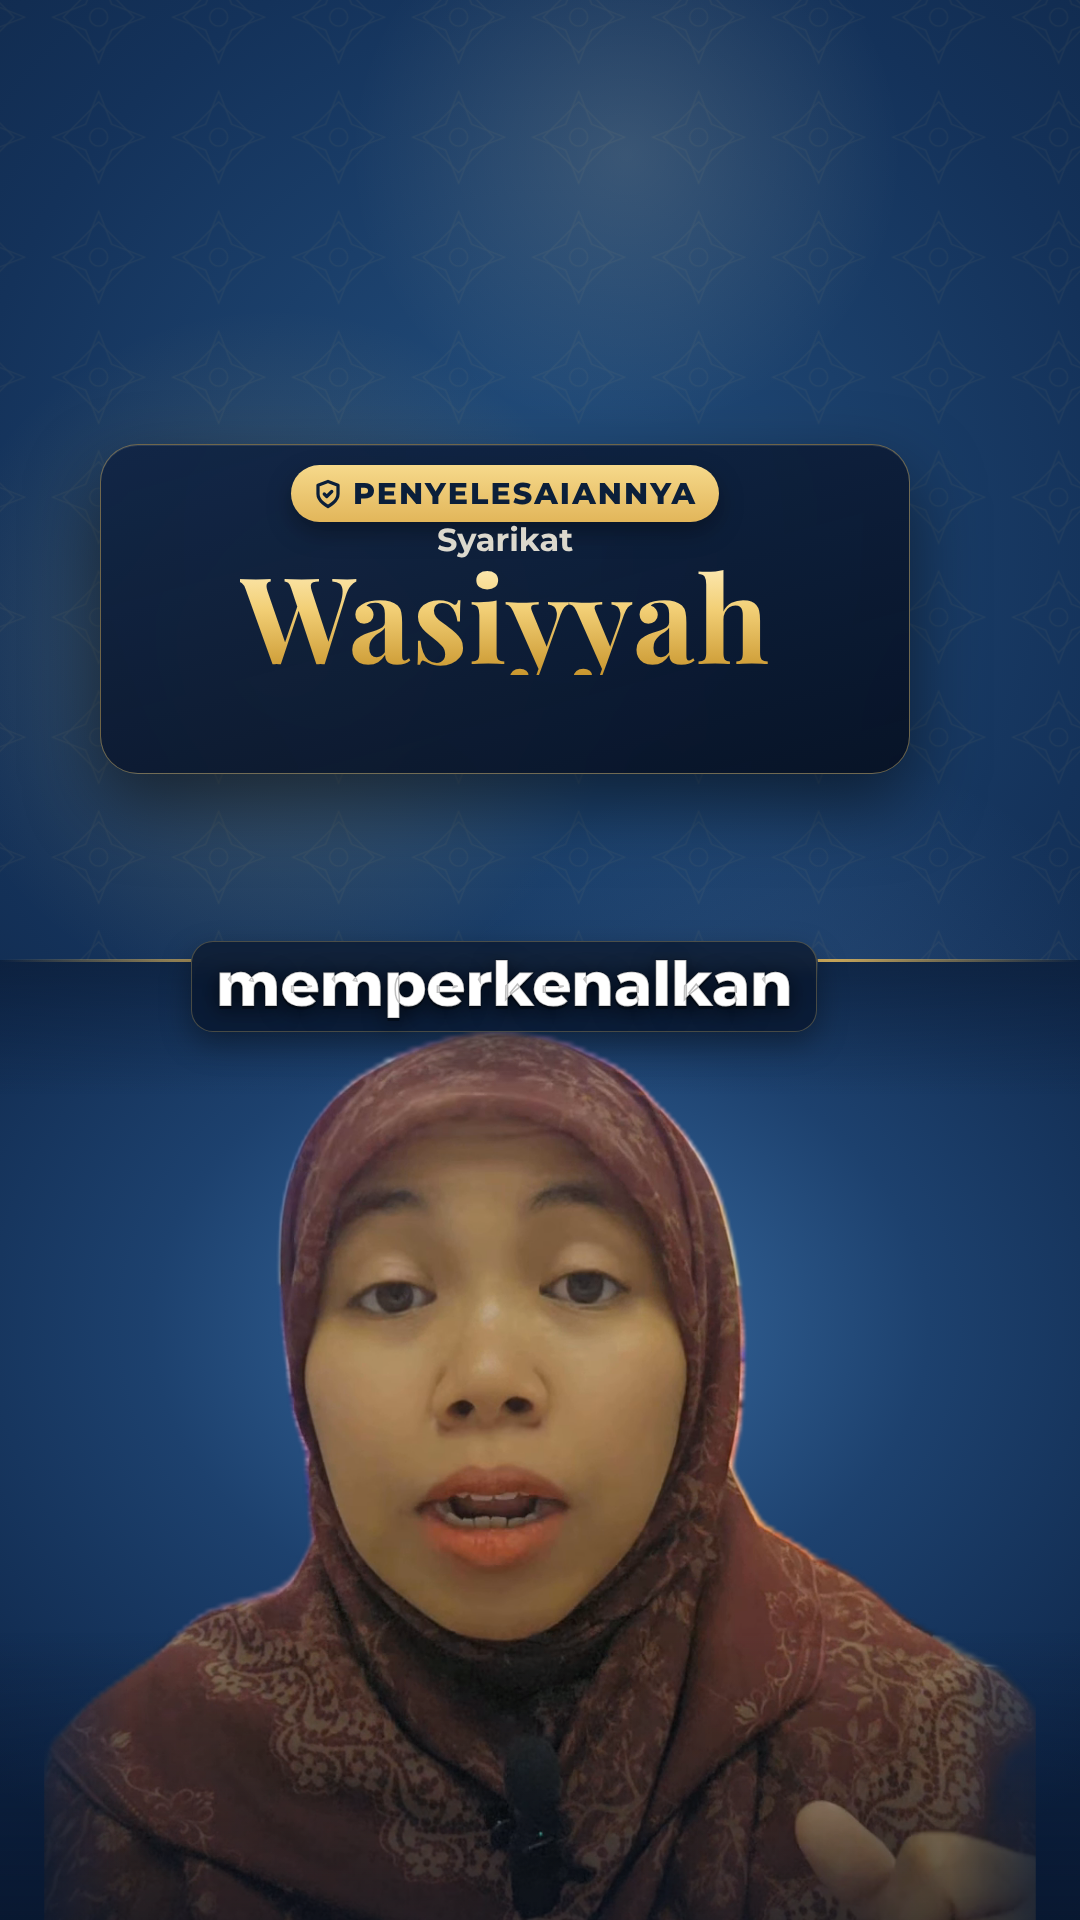 PENYELESAIANNYA
Syarikat
Wasiyyah
memperkenalkan